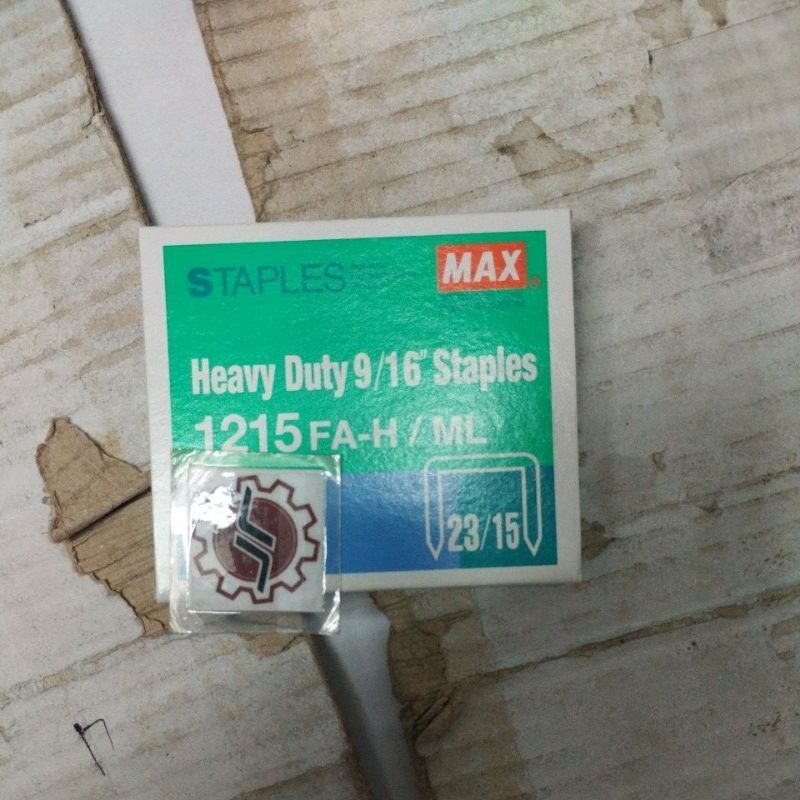 STAPLES
MAX
Heavy Duty 9/16" Staples
1215 FA-H / ML
23/15